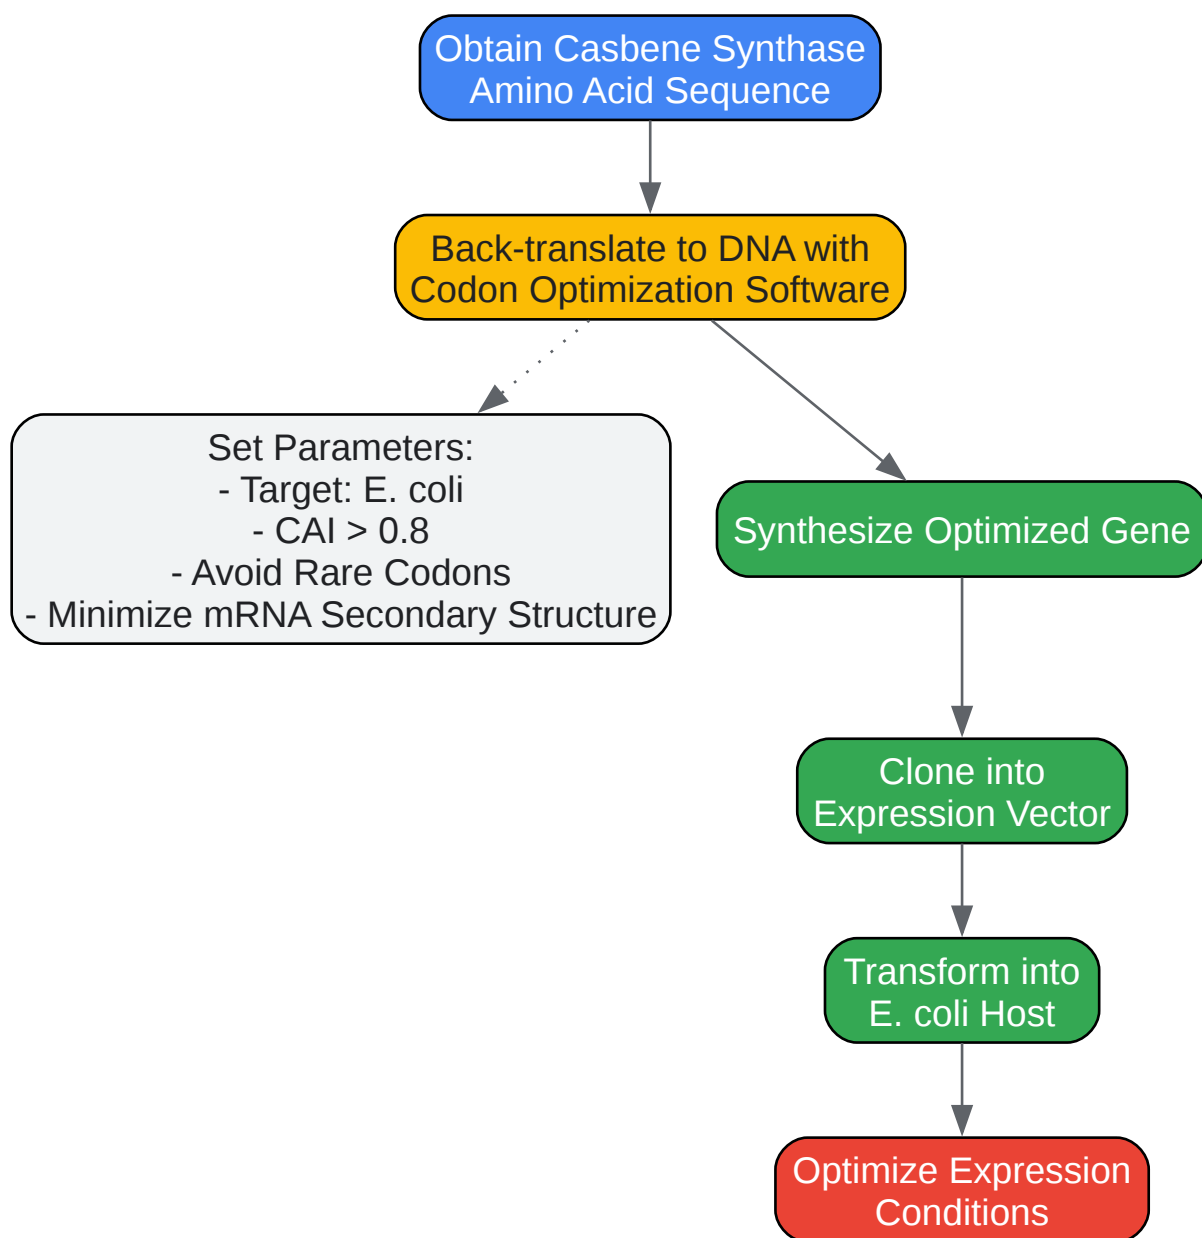 Obtain Casbene Synthase
Amino Acid Sequence
Back-translate to DNA with
Codon Optimization Software
Set Parameters:
- Target: E. coli
- CAI > 0.8
- Avoid Rare Codons
- Minimize mRNA Secondary Structure
Synthesize Optimized Gene
Clone into
Expression Vector
Transform into
E. coli Host
Optimize Expression
Conditions